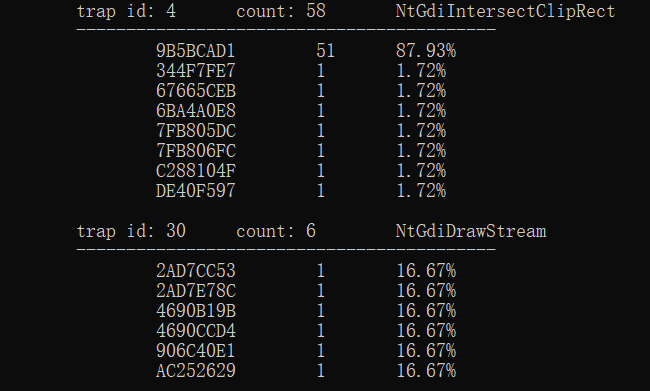 trap id: 4 count: 58 NtGdiIntersectClipRect
------------------------------------------
9B5BCAD1 51 87.93%
344F7FE7 1 1.72%
67665CEB 1 1.72%
6BA4A0E8 1 1.72%
7FB805DC 1 1.72%
7FB806FC 1 1.72%
C288104F 1 1.72%
DE40F597 1 1.72%
trap id: 30 count: 6 NtGdiDrawStream
------------------------------------------
2AD7CC53 1 16.67%
2AD7E78C 1 16.67%
4690B19B 1 16.67%
4690CCD4 1 16.67%
906C40E1 1 16.67%
AC252629 1 16.67%